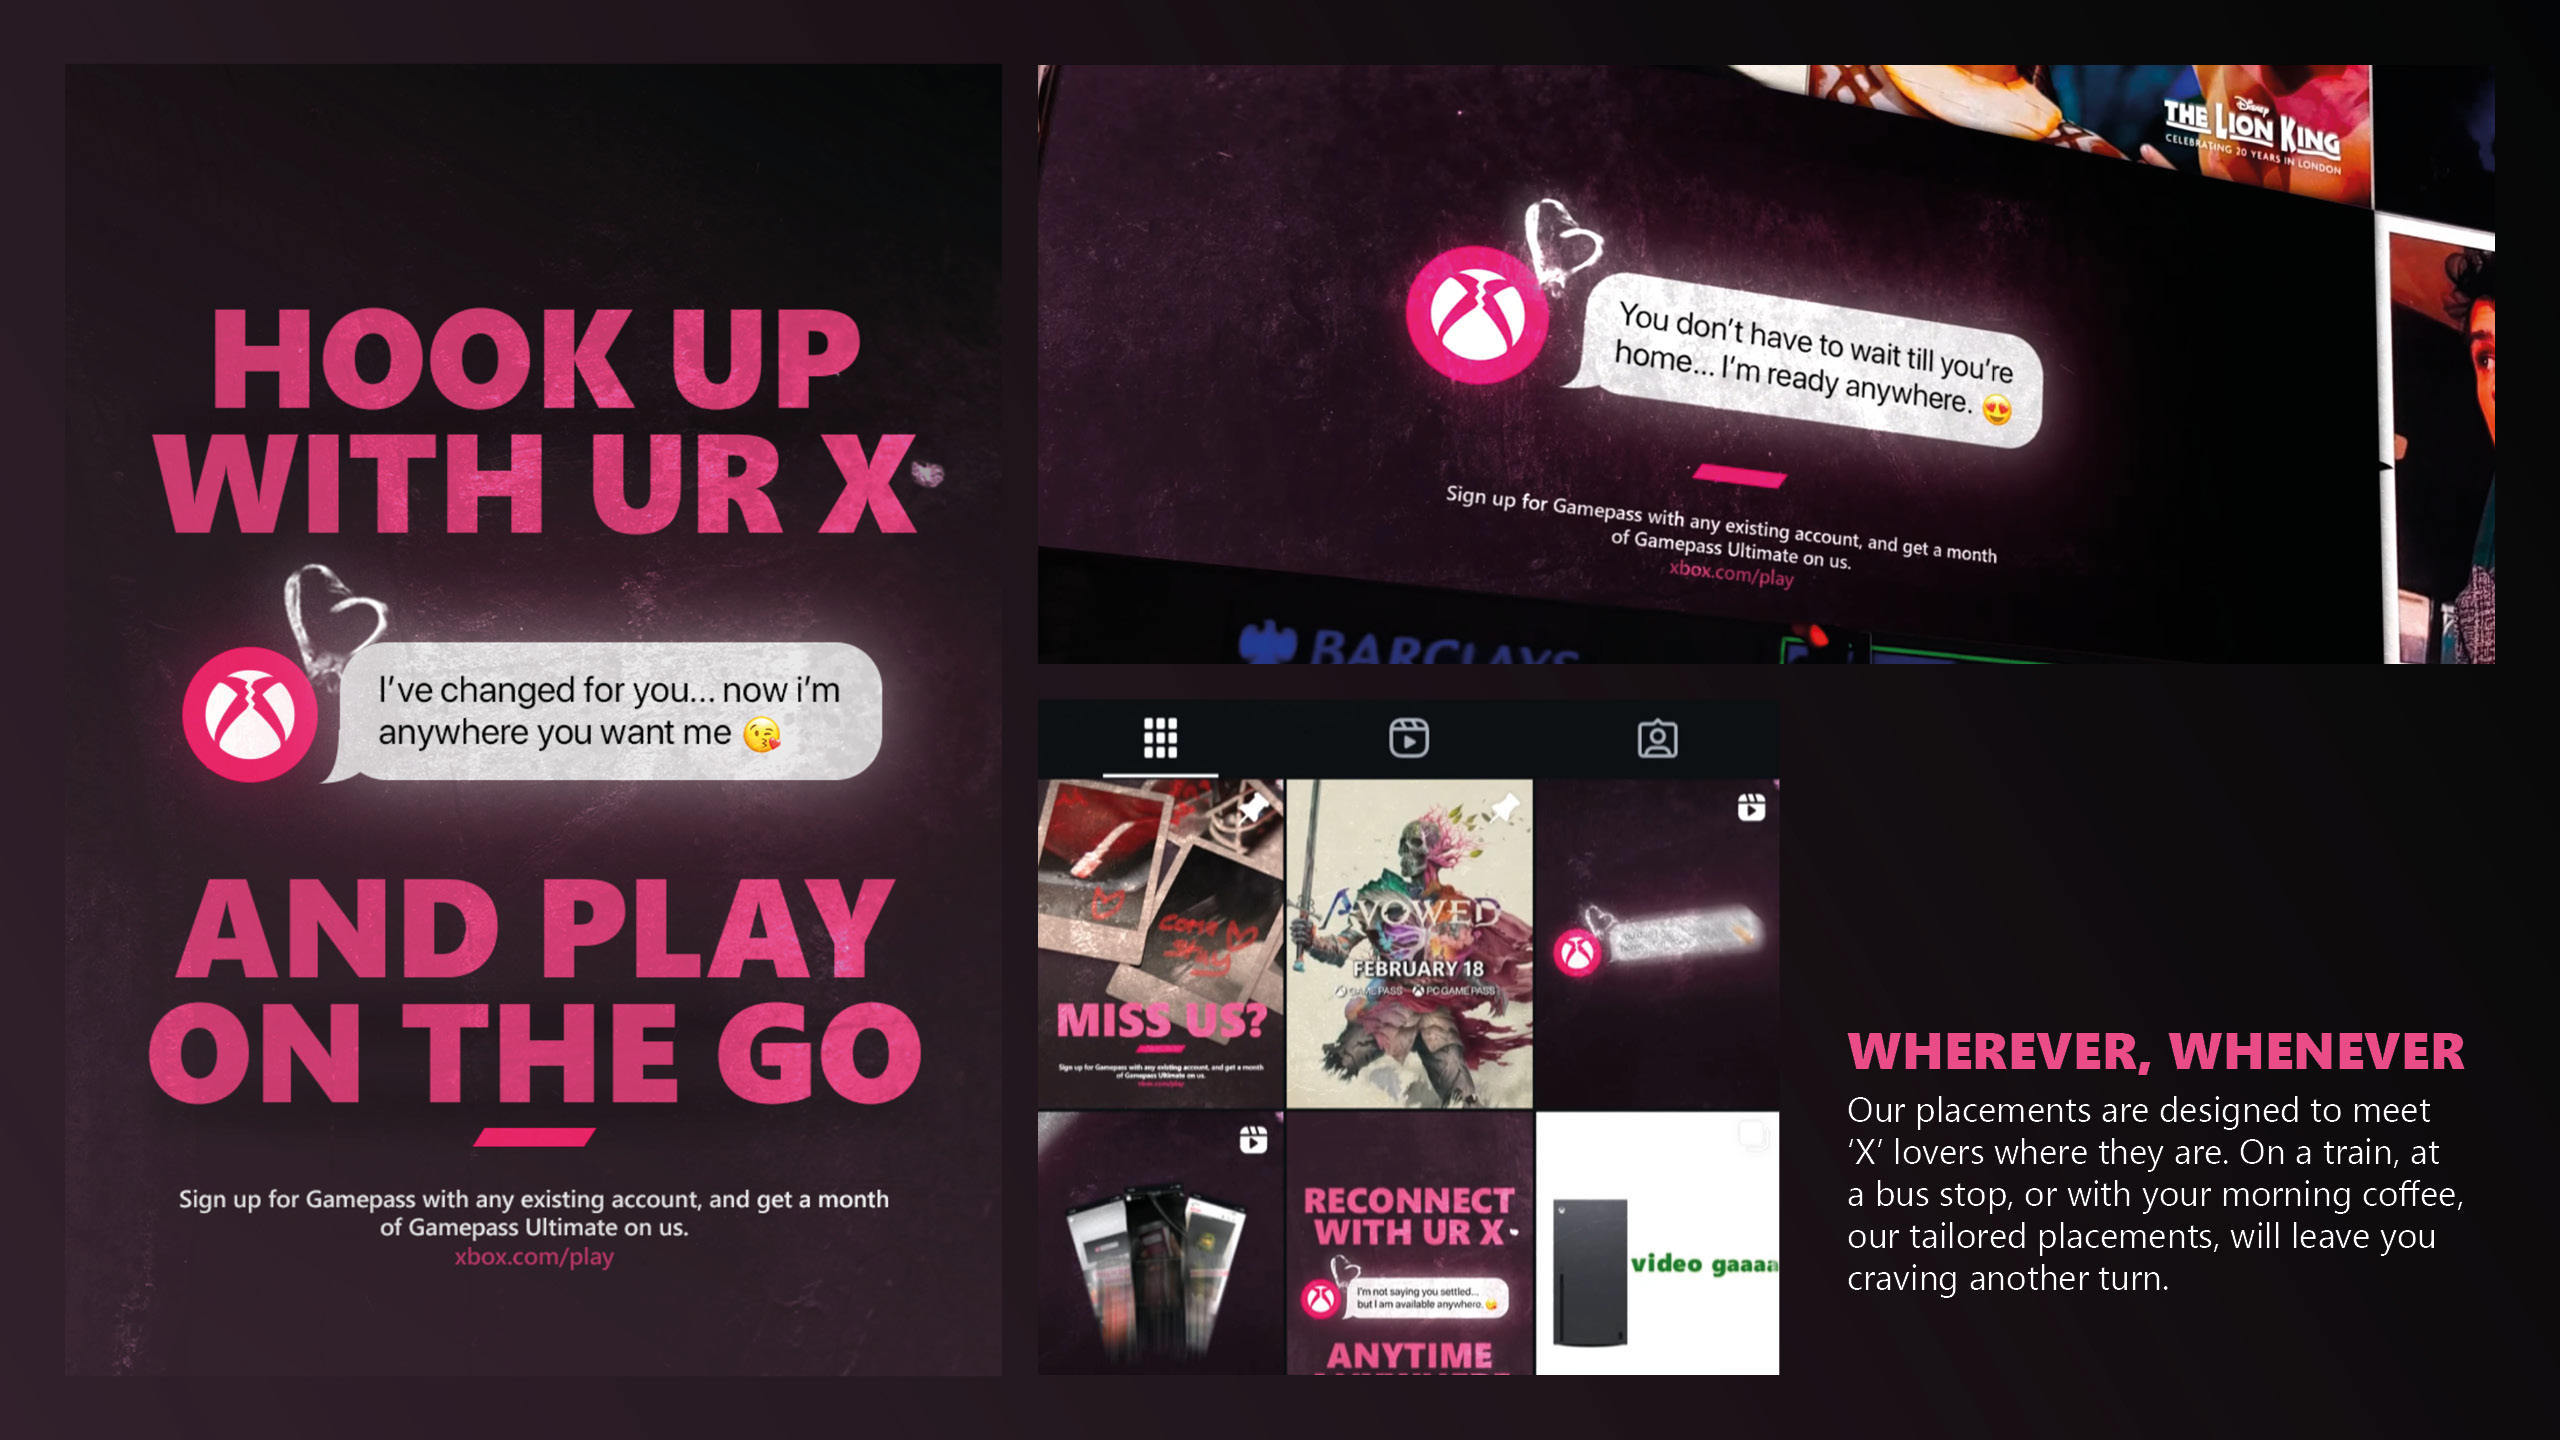 HOOK UP
WITH UR X
I've changed for you... now i'm
anywhere you want me 😘
AND PLAY
ON THE GO
Sign up for Gamepass with any existing account, and get a month
of Gamepass Ultimate on us.
xbox.com/play
Disney
THE LION KING
CELEBRATING 20 YEARS IN LONDON
You don't have to wait till you're
home... I'm ready anywhere. 😍
Sign up for Gamepass with any existing account, and get a month
of Gamepass Ultimate on us.
xbox.com/play
BARCLAYS
come
play
MISS US?
Sign up for Gamepass with any existing account, and get a month
of Gamepass Ultimate on us.
xbox.com/play
AVOWED
FEBRUARY 18
GAME PASS PC GAME PASS
RECONNECT
WITH UR X
I'm not saying you settled...
but I am available anywhere. 😘
ANYTIME
video gaaaa
WHEREVER, WHENEVER
Our placements are designed to meet
'X' lovers where they are. On a train, at
a bus stop, or with your morning coffee,
our tailored placements, will leave you
craving another turn.